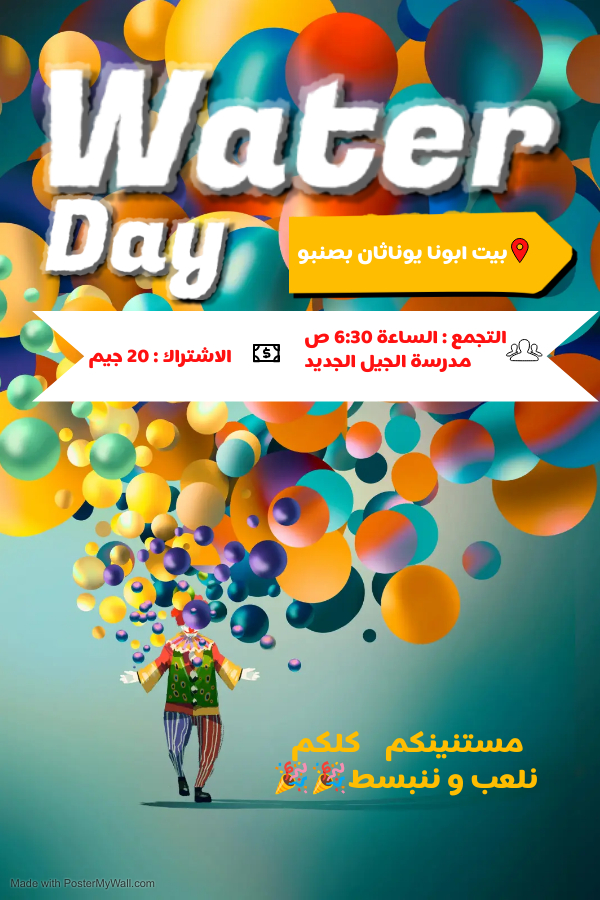 Water
Day
بيت ابونا يوناثان بصنبو
التجمع : الساعة 6:30 ص
مدرسة الجيل الجديد
الاشتراك : 20 جيم
مستنينكم كلكم
نلعب و ننبسط🎉🎉
Made with PosterMyWall.com